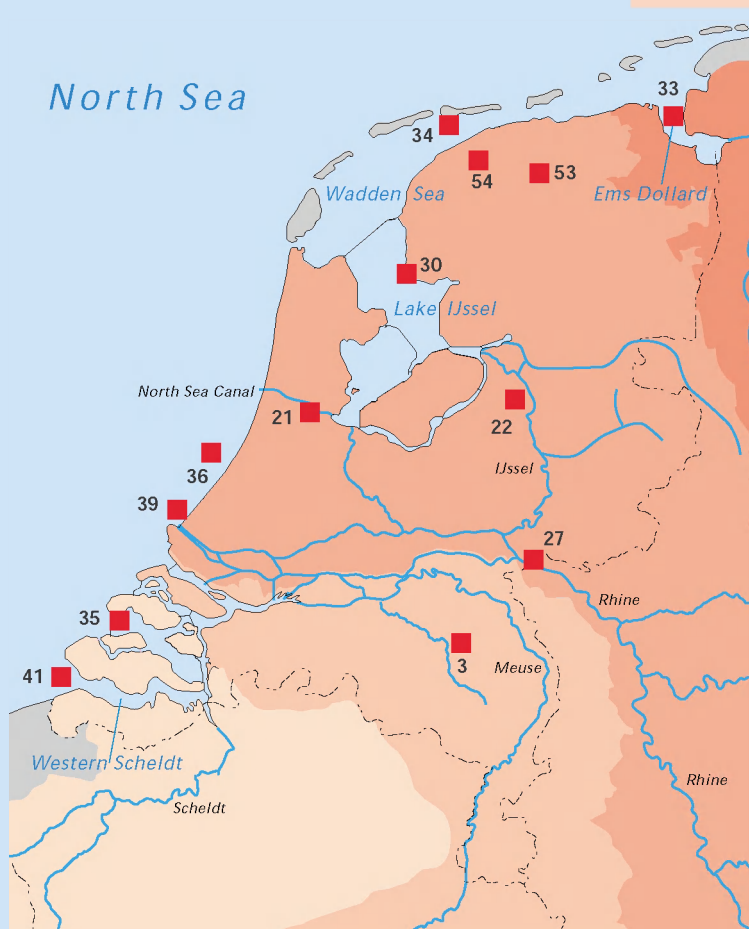 North Sea
33
34
54
53
Wadden Sea
Ems Dollard
30
Lake IJssel
North Sea Canal
21
22
36
IJssel
39
27
Rhine
35
3
Meuse
41
Western Scheldt
Rhine
Scheldt